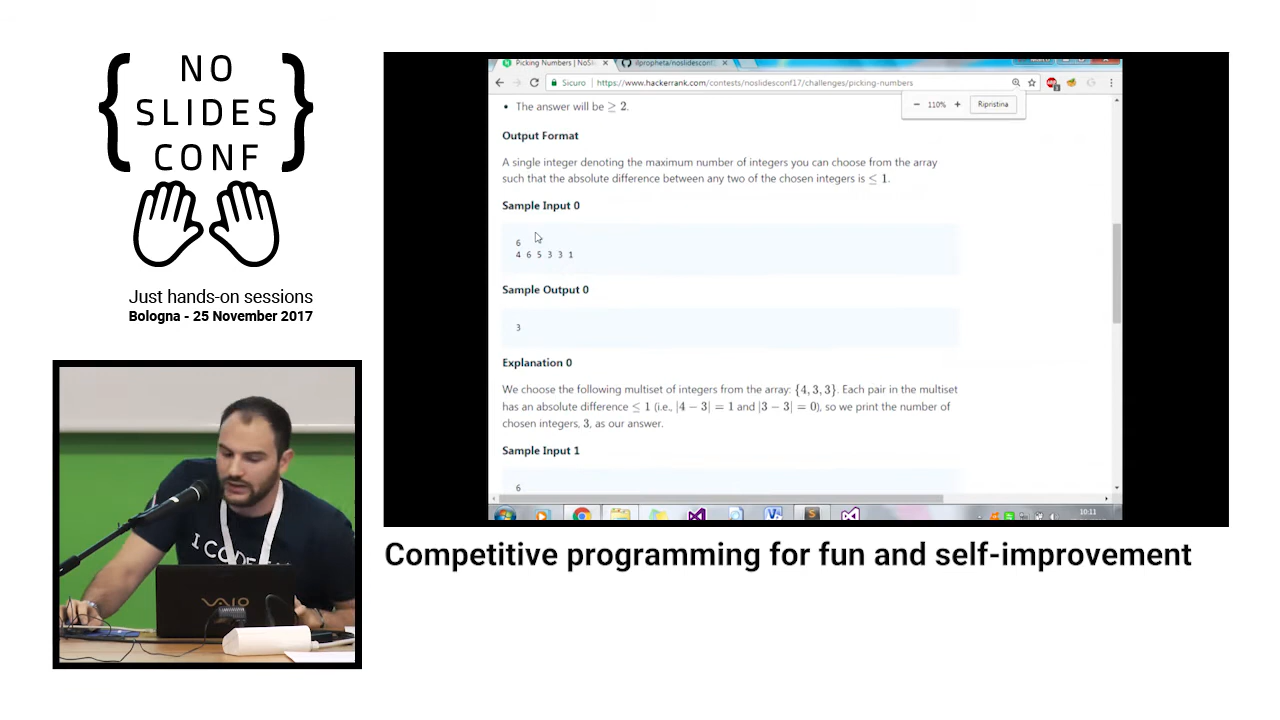 NO
SLIDES
CONF
Just hands-on sessions
Bologna - 25 November 2017
Picking Numbers | NoSli
ilpropheta/noslidesconf
Sicuro
https://www.hackerrank.com/contests/noslidesconf17/challenges/picking-numbers
110%
Ripristina
The answer will be ≥ 2.
Output Format
A single integer denoting the maximum number of integers you can choose from the array
such that the absolute difference between any two of the chosen integers is ≤ 1.
Sample Input 0
6
4 6 5 3 3 1
Sample Output 0
3
Explanation 0
We choose the following multiset of integers from the array: {4, 3, 3}. Each pair in the multiset
has an absolute difference ≤ 1 (i.e., |4 − 3| = 1 and |3 − 3| = 0), so we print the number of
chosen integers, 3, as our answer.
Sample Input 1
6
10:11
I CODE
VAIO
Competitive programming for fun and self-improvement